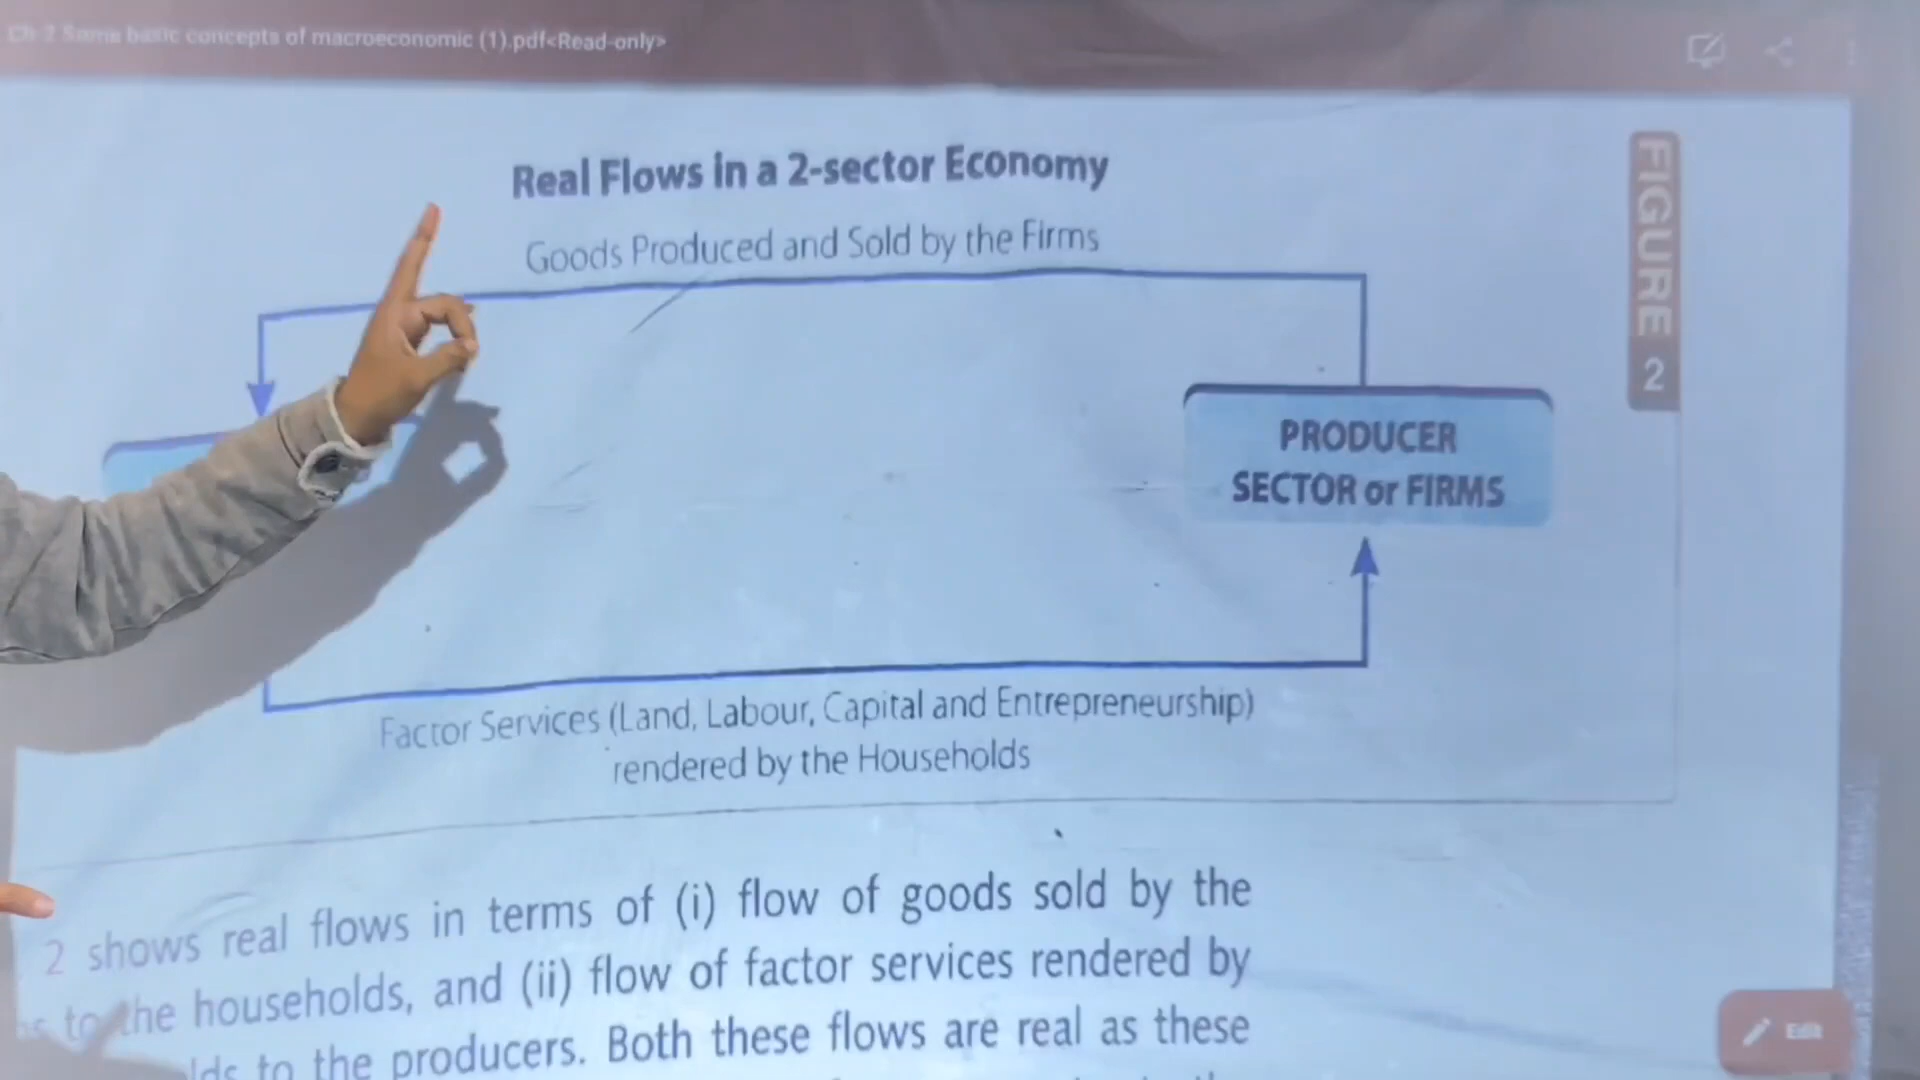 Ch-2 Some basic concepts of macroeconomic (1).pdf<Read-only>
Real Flows in a 2-sector Economy
Goods Produced and Sold by the Firms
FIGURE 2
PRODUCER
SECTOR or FIRMS
Factor Services (Land, Labour, Capital and Entrepreneurship)
rendered by the Households
2 shows real flows in terms of (i) flow of goods sold by the
to the households, and (ii) flow of factor services rendered by
to the producers. Both these flows are real as these
Edit